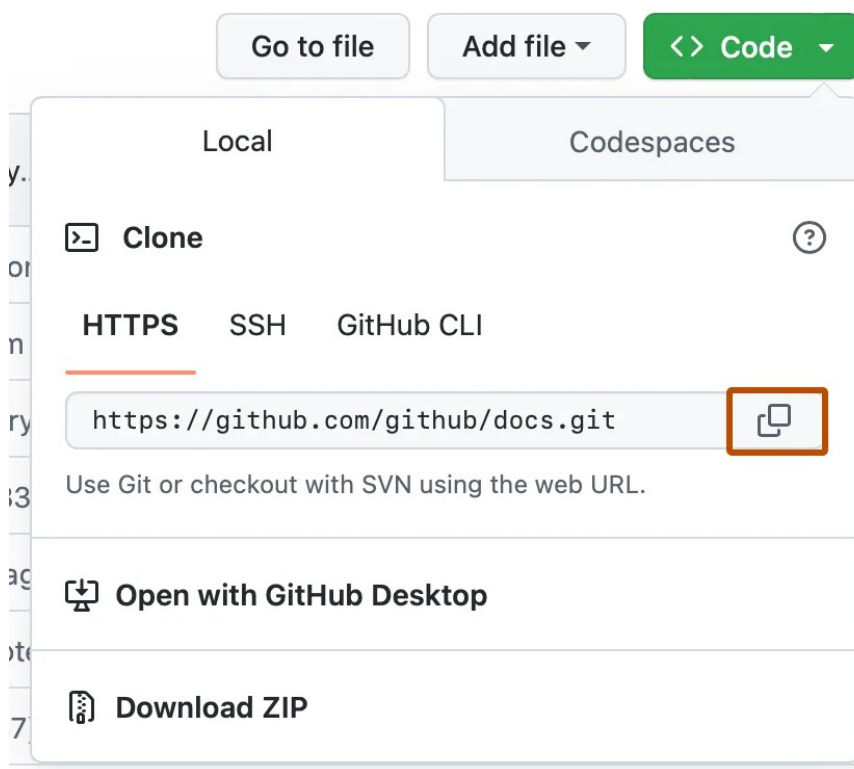 Go to file
Add file
Code
Local
Codespaces
Clone
HTTPS
SSH
GitHub CLI
https://github.com/github/docs.git
Use Git or checkout with SVN using the web URL.
Open with GitHub Desktop
Download ZIP